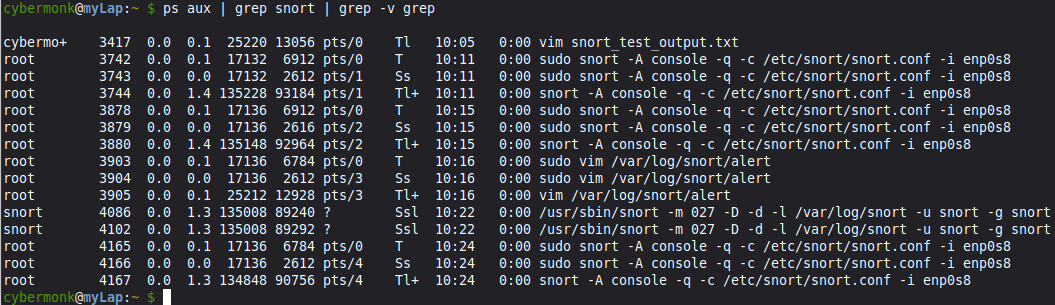 cybermonk@myLap:~ $ ps aux | grep snort | grep -v grep
cybermo+    3417  0.0  0.1  25220 13056 pts/0    Tl   10:05   0:00 vim snort_test_output.txt
root        3742  0.0  0.1  17132  6912 pts/0    T    10:11   0:00 sudo snort -A console -q -c /etc/snort/snort.conf -i enp0s8
root        3743  0.0  0.0  17132  2612 pts/1    Ss   10:11   0:00 sudo snort -A console -q -c /etc/snort/snort.conf -i enp0s8
root        3744  0.0  1.4 135228 93184 pts/1    Tl+  10:11   0:00 snort -A console -q -c /etc/snort/snort.conf -i enp0s8
root        3878  0.0  0.1  17136  6912 pts/0    T    10:15   0:00 sudo snort -A console -q -c /etc/snort/snort.conf -i enp0s8
root        3879  0.0  0.0  17136  2616 pts/2    Ss   10:15   0:00 sudo snort -A console -q -c /etc/snort/snort.conf -i enp0s8
root        3880  0.0  1.4 135148 92964 pts/2    Tl+  10:15   0:00 snort -A console -q -c /etc/snort/snort.conf -i enp0s8
root        3903  0.0  0.1  17136  6784 pts/0    T    10:16   0:00 sudo vim /var/log/snort/alert
root        3904  0.0  0.0  17136  2612 pts/3    Ss   10:16   0:00 sudo vim /var/log/snort/alert
root        3905  0.0  0.1  25212 12928 pts/3    Tl+  10:16   0:00 vim /var/log/snort/alert
snort       4086  0.0  1.3 135008 89240 ?        Ssl  10:22   0:00 /usr/sbin/snort -m 027 -D -d -l /var/log/snort -u snort -g snort
snort       4102  0.0  1.3 135008 89292 ?        Ssl  10:22   0:00 /usr/sbin/snort -m 027 -D -d -l /var/log/snort -u snort -g snort
root        4165  0.0  0.1  17136  6784 pts/0    T    10:24   0:00 sudo snort -A console -q -c /etc/snort/snort.conf -i enp0s8
root        4166  0.0  0.0  17136  2612 pts/4    Ss   10:24   0:00 sudo snort -A console -q -c /etc/snort/snort.conf -i enp0s8
root        4167  0.0  1.3 134848 90756 pts/4    Tl+  10:24   0:00 snort -A console -q -c /etc/snort/snort.conf -i enp0s8
cybermonk@myLap:~ $